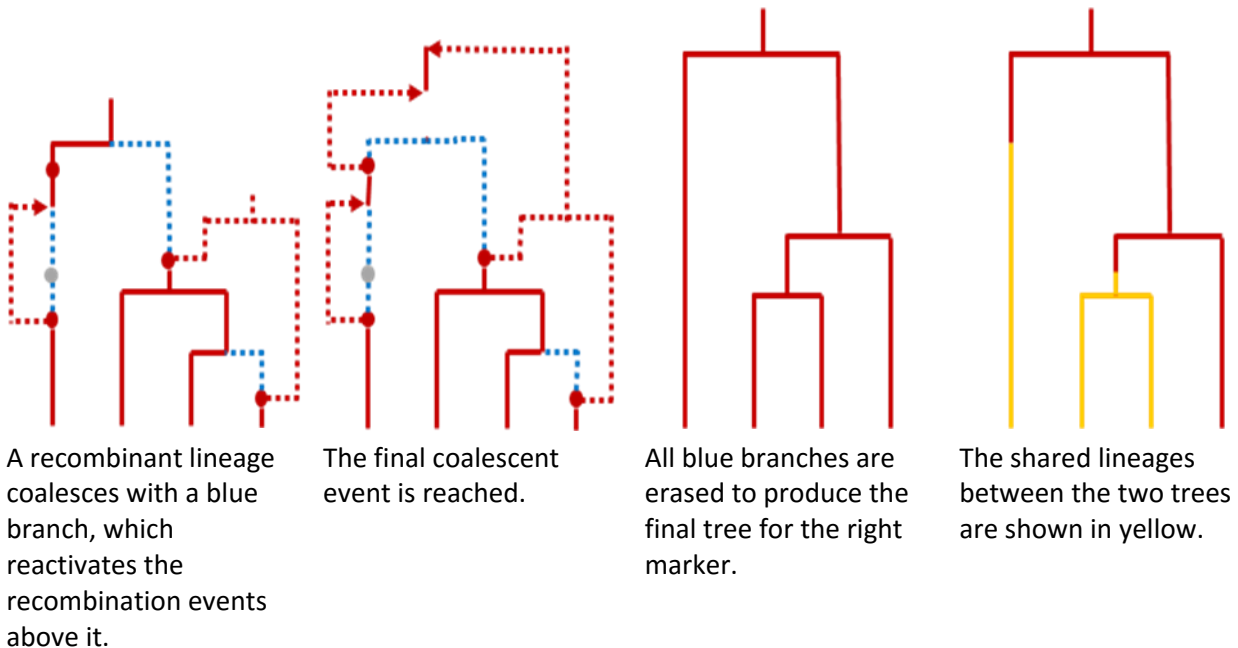 A recombinant lineage
coalesces with a blue
branch, which
reactivates the
recombination events
above it.
The final coalescent
event is reached.
All blue branches are
erased to produce the
final tree for the right
marker.
The shared lineages
between the two trees
are shown in yellow.